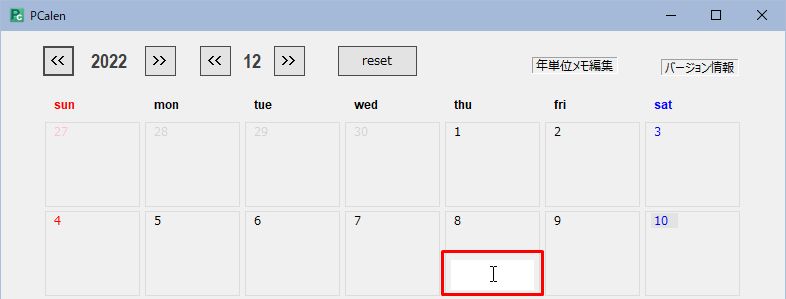 PCalen
<< 2022 >> << 12 >> reset 年単位メモ編集 バージョン情報
sun mon tue wed thu fri sat
27 28 29 30 1 2 3
4 5 6 7 8 9 10